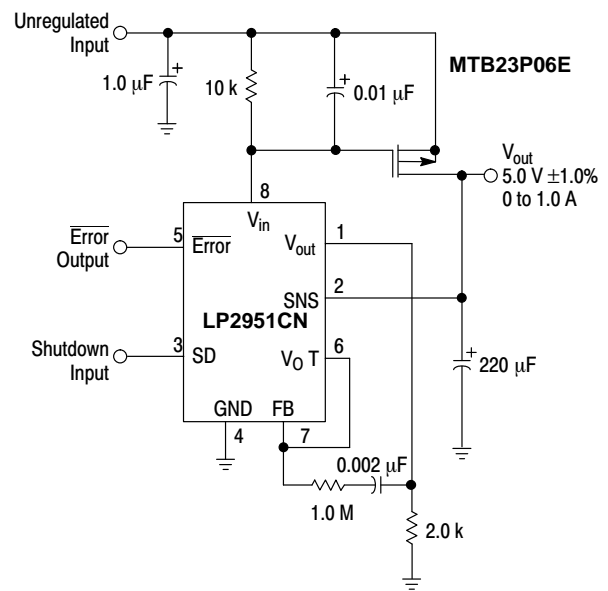 Unregulated
Input
MTB23P06E
1.0 μF
+
10 k
+
0.01 μF
Vout
5.0 V ±1.0%
0 to 1.0 A
8
Vin
Error
Output
5
Error
Vout
1
SNS
2
LP2951CN
Shutdown
Input
3
SD
VO T
6
+
220 μF
GND
FB
4
7
0.002 μF
1.0 M
2.0 k